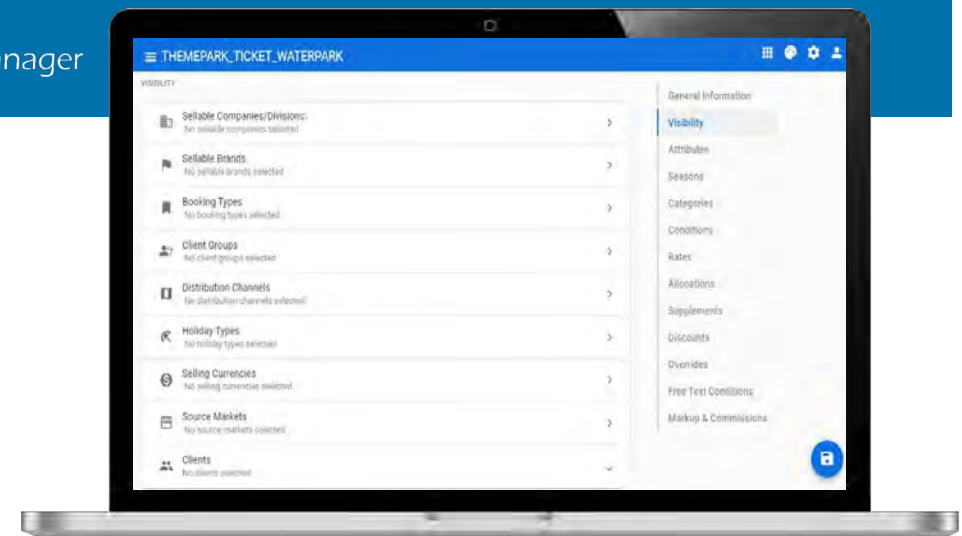 nager
THEMEPARK_TICKET_WATERPARK
VISIBILITY
Sellable Companies/Divisions
No sellable companies selected
Sellable Brands
No sellable brands selected
Booking Types
No booking types selected
Client Groups
No client groups selected
Distribution Channels
No distribution channels selected
Holiday Types
No holiday types selected
Selling Currencies
No selling currencies selected
Source Markets
No source markets selected
Clients
No clients selected
General Information
Visibility
Attributes
Seasons
Categories
Conditions
Rates
Allocations
Supplements
Discounts
Overrides
Free Text Conditions
Markup & Commissions